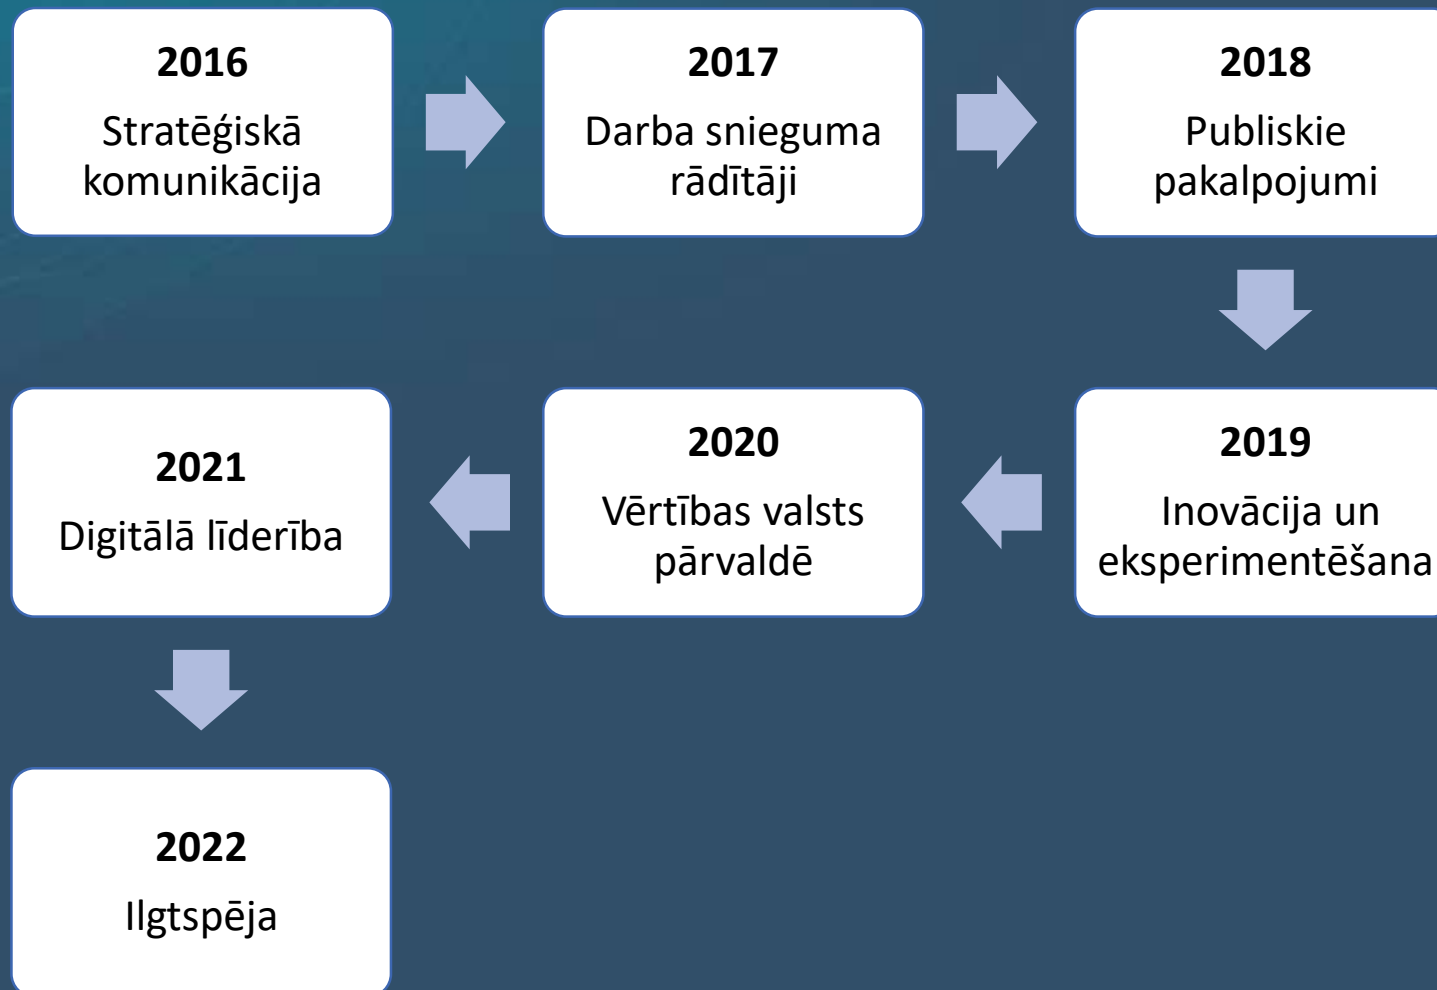 2016
Stratēģiskā
komunikācija
2017
Darba snieguma
rādītāji
2018
Publiskie
pakalpojumi
2019
Inovācija un
eksperimentēšana
2020
Vērtības valsts
pārvaldē
2021
Digitālā līderība
2022
Ilgtspēja